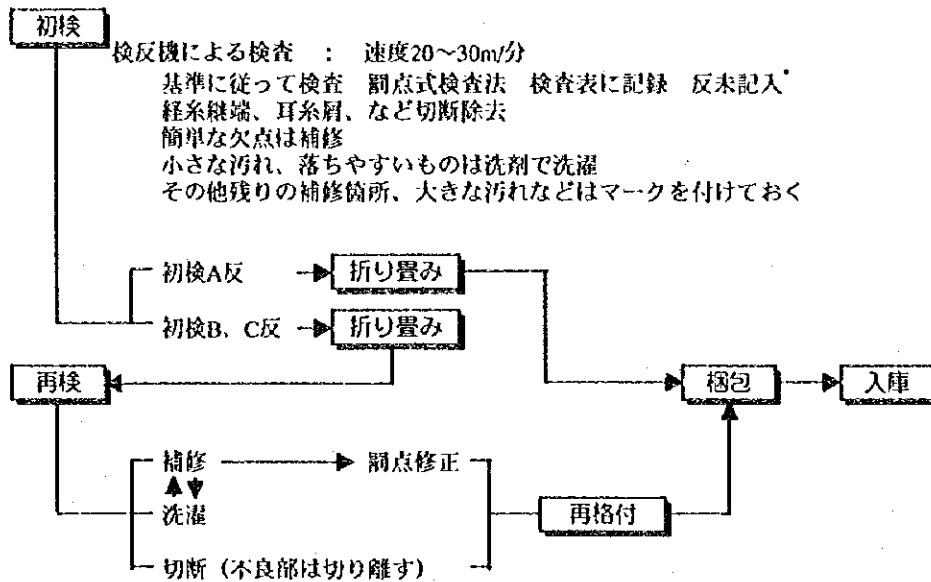 初検
検反機による検査 : 速度20～30m/分
基準に従って検査 罰点式検査法 検査表に記録 反末記入
経糸継端、耳糸屑、など切断除去
簡単な欠点は補修
小さな汚れ、落ちやすいものは洗剤で洗濯
その他残りの補修箇所、大きな汚れなどはマークを付けておく
初検A反 折り畳み
初検B、C反 折り畳み
再検 梱包 入庫
補修 罰点修正
洗濯 再格付
切断（不良部は切り離す）